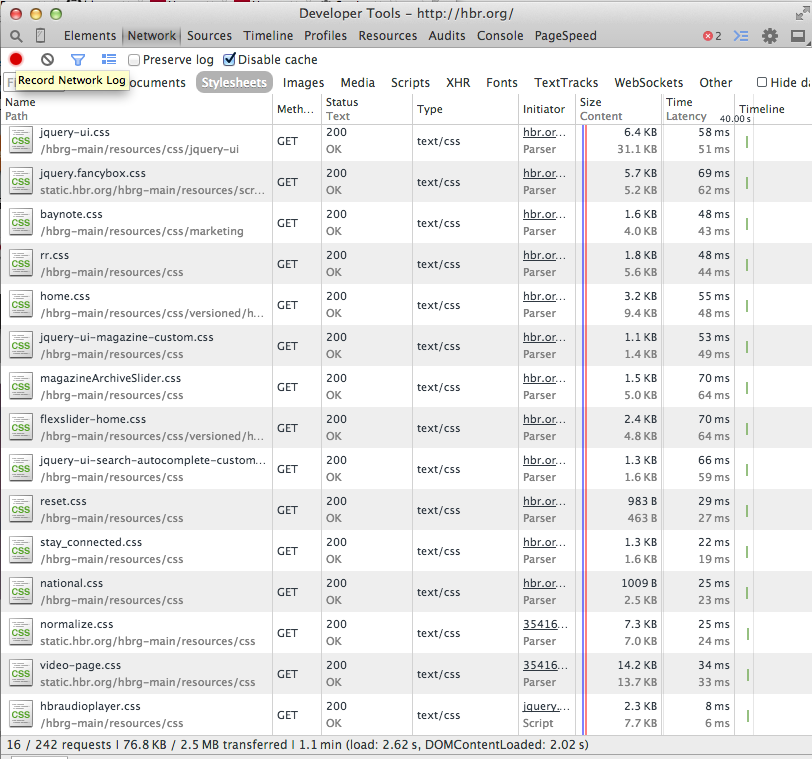 Developer Tools - http://hbr.org/
Elements Network Sources Timeline Profiles Resources Audits Console PageSpeed 2
Preserve log Disable cache
Record Network Log
Documents Stylesheets Images Media Scripts XHR Fonts TextTracks WebSockets Other Hide da
Name Meth... Status Type Initiator Size Time Timeline
Path Text Content Latency 40.00 s
jquery-ui.css 200 hbr.or... 6.4 KB 58 ms
CSS GET text/css
/hbrg-main/resources/css/jquery-ui OK Parser 31.1 KB 51 ms
jquery.fancybox.css 200 hbr.or... 5.7 KB 69 ms
CSS GET text/css
static.hbr.org/hbrg-main/resources/scr... OK Parser 5.2 KB 62 ms
baynote.css 200 hbr.or... 1.6 KB 48 ms
CSS GET text/css
/hbrg-main/resources/css/marketing OK Parser 4.0 KB 43 ms
rr.css 200 hbr.or... 1.8 KB 48 ms
CSS GET text/css
/hbrg-main/resources/css OK Parser 5.6 KB 44 ms
home.css 200 hbr.or... 3.2 KB 55 ms
CSS GET text/css
/hbrg-main/resources/css/versioned/h... OK Parser 9.4 KB 48 ms
jquery-ui-magazine-custom.css 200 hbr.or... 1.1 KB 53 ms
CSS GET text/css
/hbrg-main/resources/css OK Parser 1.4 KB 49 ms
magazineArchiveSlider.css 200 hbr.or... 1.5 KB 70 ms
CSS GET text/css
/hbrg-main/resources/css OK Parser 5.0 KB 64 ms
flexslider-home.css 200 hbr.or... 2.4 KB 70 ms
CSS GET text/css
/hbrg-main/resources/css/versioned/h... OK Parser 4.8 KB 64 ms
jquery-ui-search-autocomplete-custom... 200 hbr.or... 1.3 KB 66 ms
CSS GET text/css
/hbrg-main/resources/css OK Parser 1.6 KB 59 ms
reset.css 200 hbr.or... 983 B 29 ms
CSS GET text/css
/hbrg-main/resources/css OK Parser 463 B 27 ms
stay_connected.css 200 hbr.or... 1.3 KB 22 ms
CSS GET text/css
/hbrg-main/resources/css OK Parser 1.6 KB 19 ms
national.css 200 hbr.or... 1009 B 25 ms
CSS GET text/css
/hbrg-main/resources/css OK Parser 2.5 KB 23 ms
normalize.css 200 35416... 7.3 KB 25 ms
CSS GET text/css
static.hbr.org/hbrg-main/resources/css OK Parser 7.0 KB 24 ms
video-page.css 200 35416... 14.2 KB 34 ms
CSS GET text/css
static.hbr.org/hbrg-main/resources/css OK Parser 13.7 KB 33 ms
hbraudioplayer.css 200 jquery.... 2.3 KB 8 ms
CSS GET text/css
/hbrg-main/resources/css OK Script 7.7 KB 6 ms
16 / 242 requests | 76.8 KB / 2.5 MB transferred | 1.1 min (load: 2.62 s, DOMContentLoaded: 2.02 s)